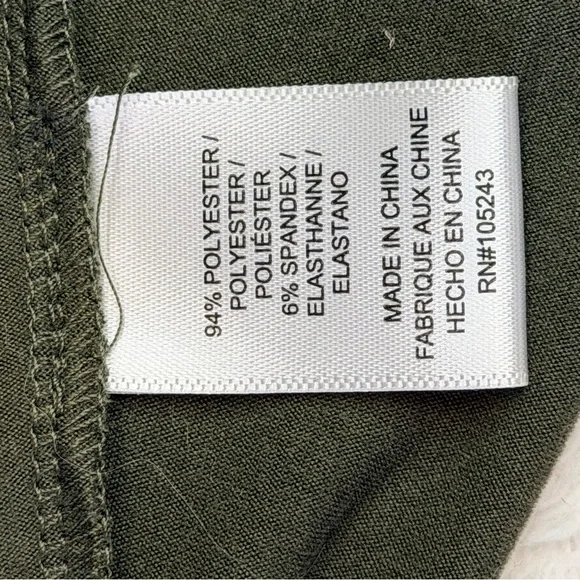 94% POLYESTER /
POLYESTER /
POLIÉSTER
6% SPANDEX /
ELASTHANNE /
ELASTANO
MADE IN CHINA
FABRIQUE AUX CHINE
HECHO EN CHINA
RN#105243